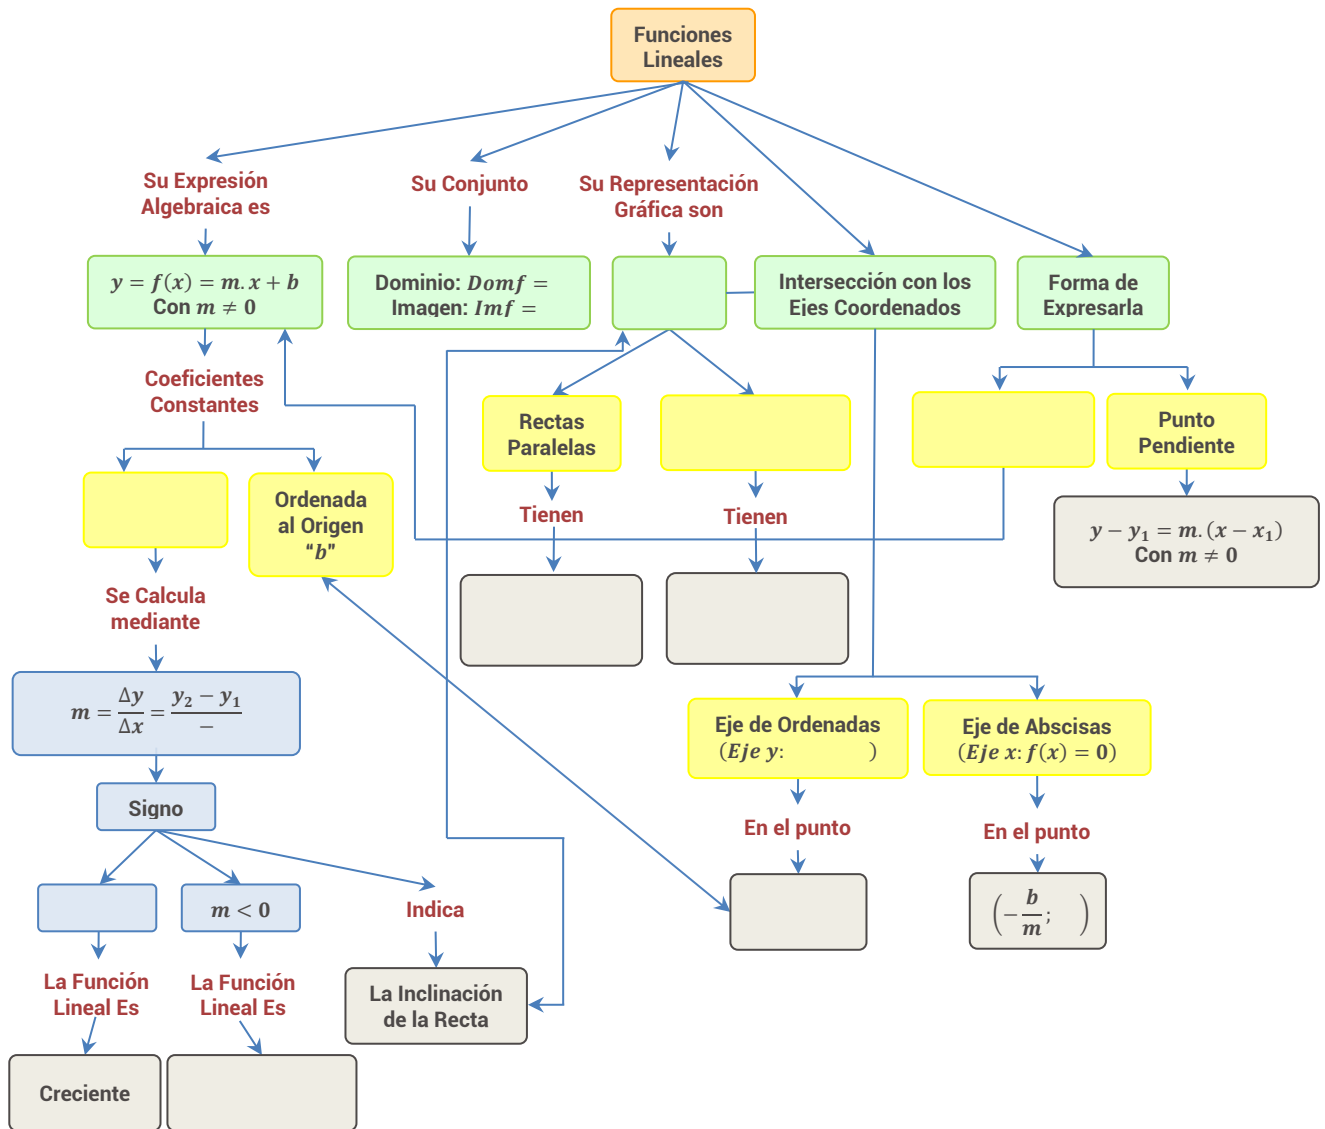 Funciones
Lineales
Su Expresión
Algebraica es
Su Conjunto
Su Representación
Gráfica son
y = f(x) = m. x + b
Con m ≠ 0
Dominio: Domf =
Imagen: Imf =
Intersección con los
Ejes Coordenados
Forma de
Expresarla
Coeficientes
Constantes
Rectas
Paralelas
Punto
Pendiente
Ordenada
al Origen
"b"
Tienen
Tienen
y − y₁ = m. (x − x₁)
Con m ≠ 0
Se Calcula
mediante
m = Δy/Δx = (y₂ − y₁)/−
Eje de Ordenadas
(Eje y: )
Eje de Abscisas
(Eje x: f(x) = 0)
Signo
En el punto
En el punto
m < 0
Indica
(−b/m; )
La Función
Lineal Es
La Función
Lineal Es
La Inclinación
de la Recta
Creciente